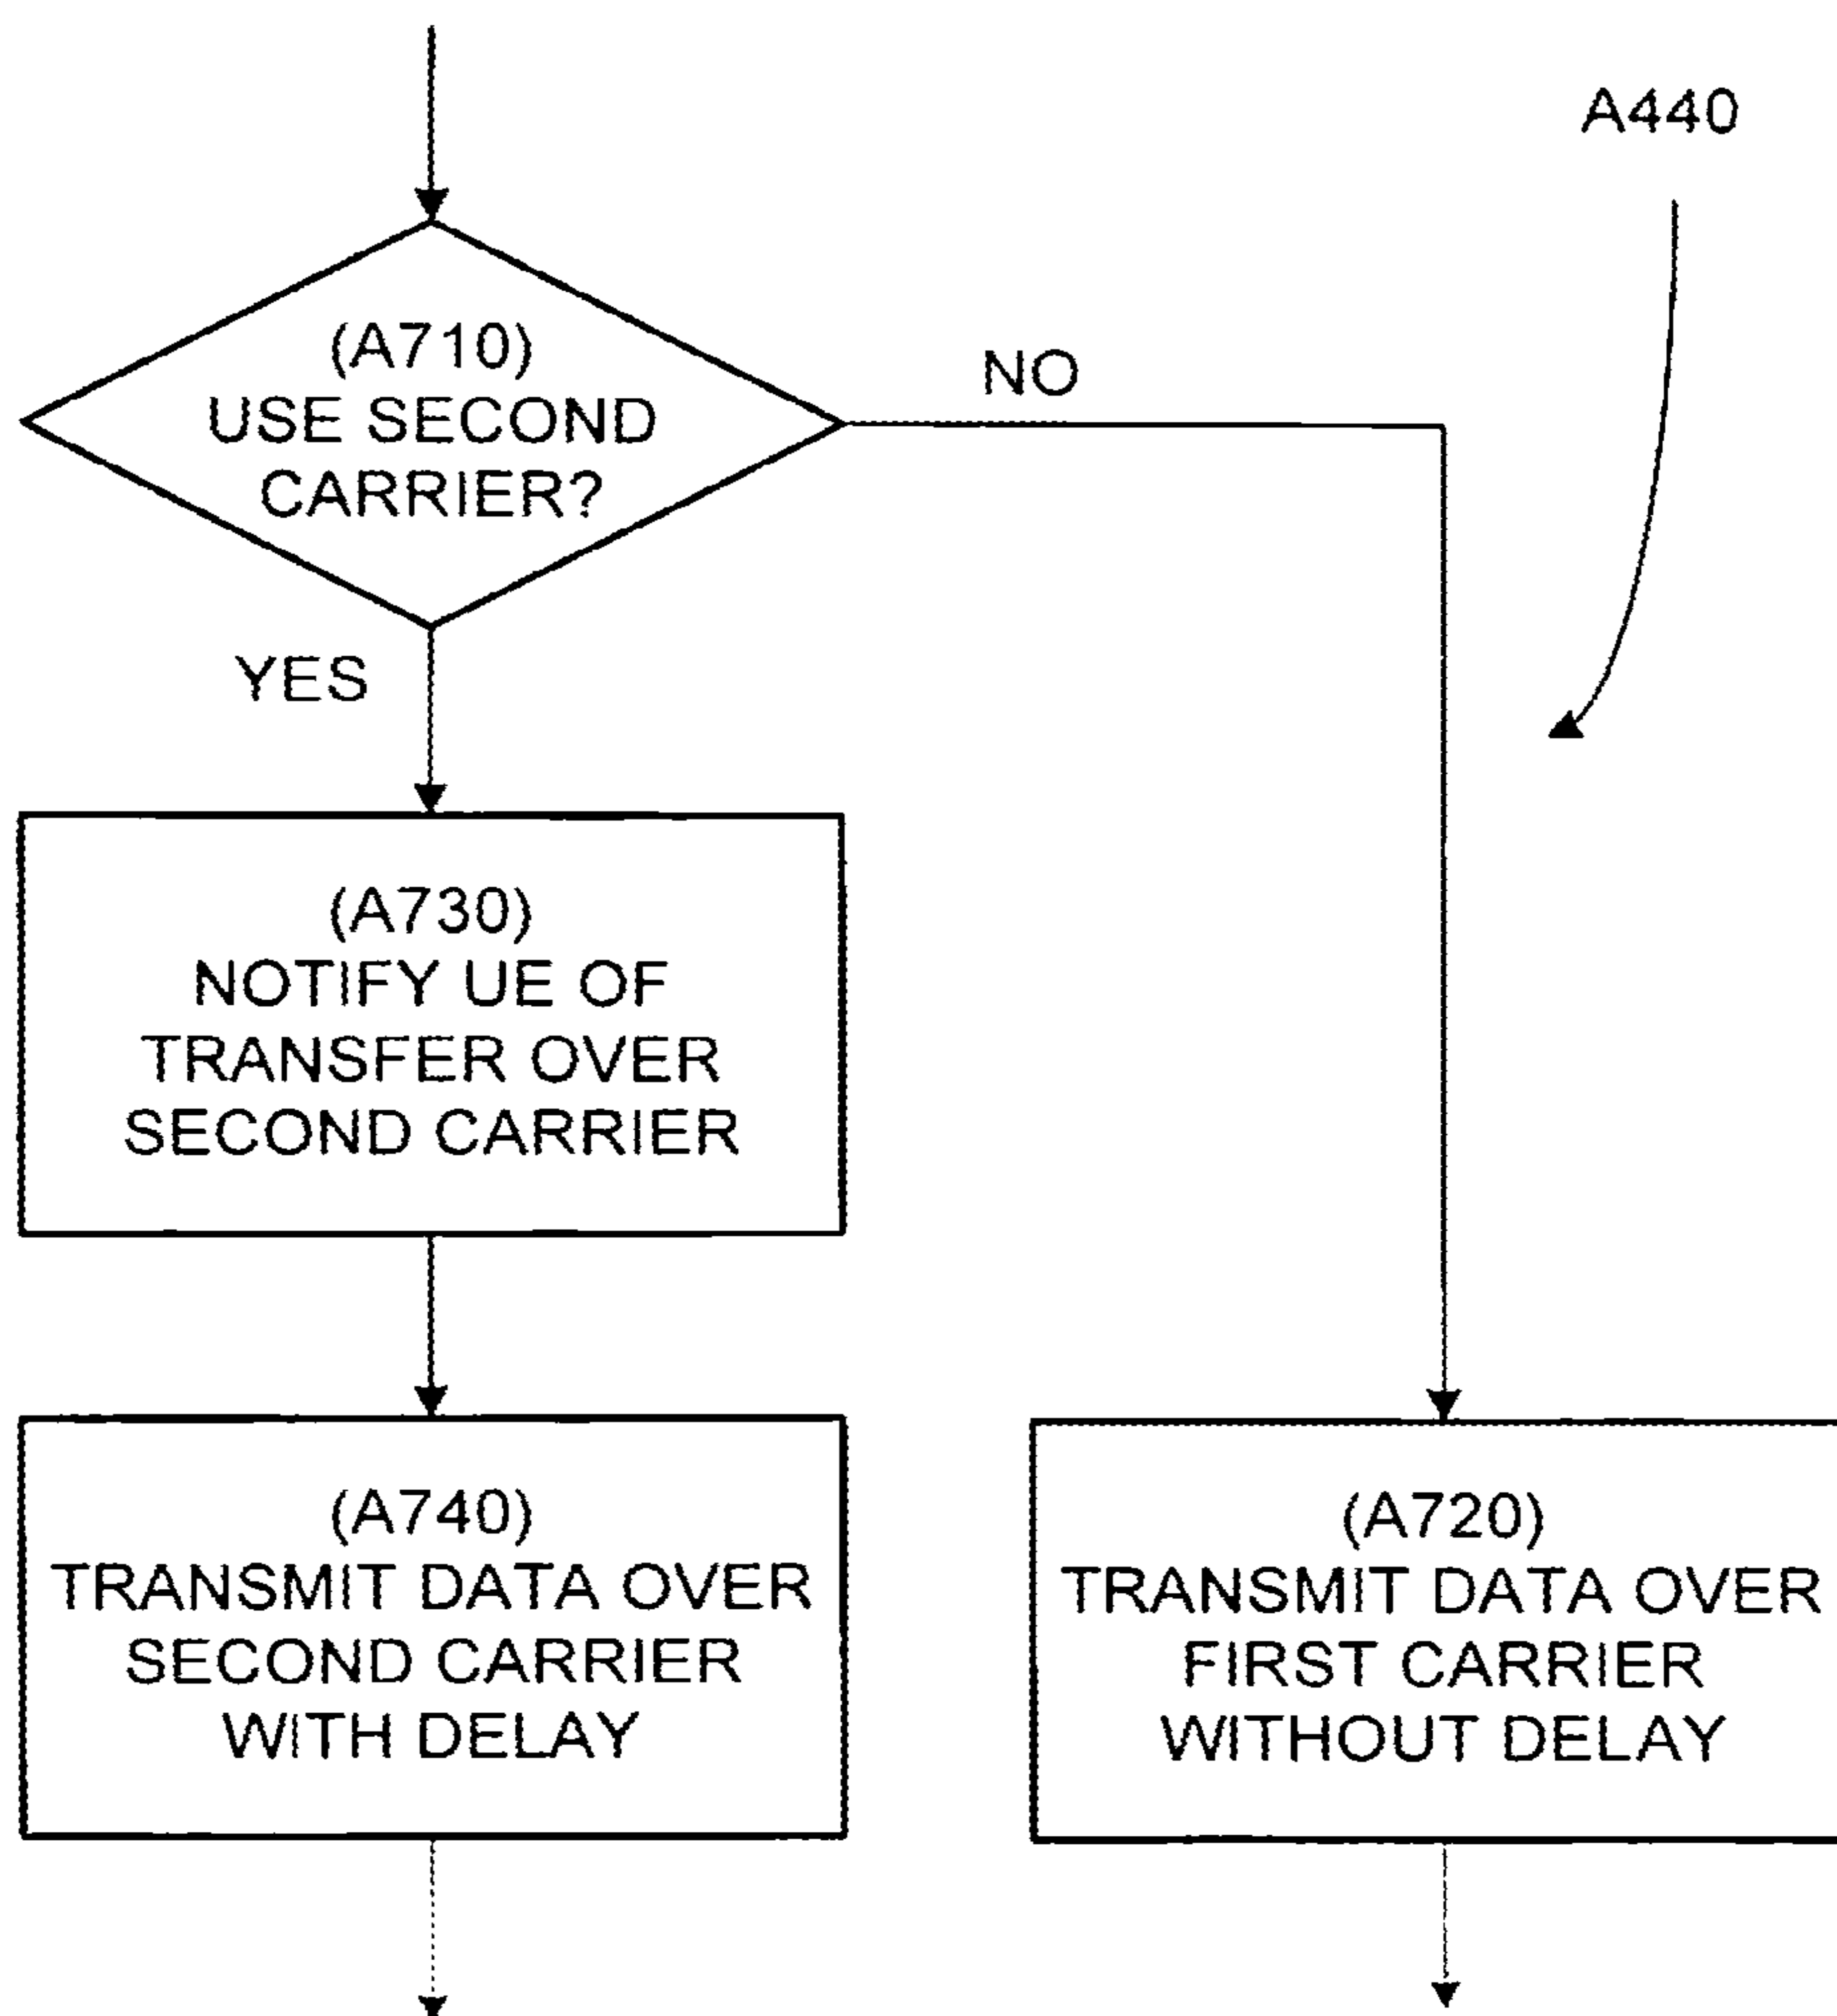 A440
(A710)
USE SECOND
CARRIER?
NO
YES
(A730)
NOTIFY UE OF
TRANSFER OVER
SECOND CARRIER
(A740)
TRANSMIT DATA OVER
SECOND CARRIER
WITH DELAY
(A720)
TRANSMIT DATA OVER
FIRST CARRIER
WITHOUT DELAY